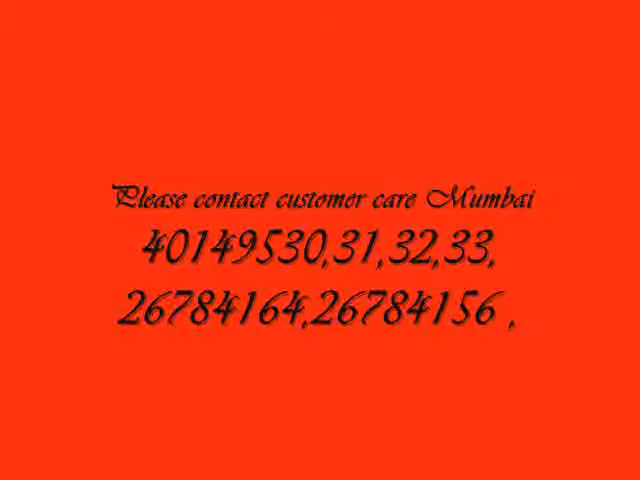 Please contact customer care Mumbai
40149530,31,32,33,
26784164,26784156 ,